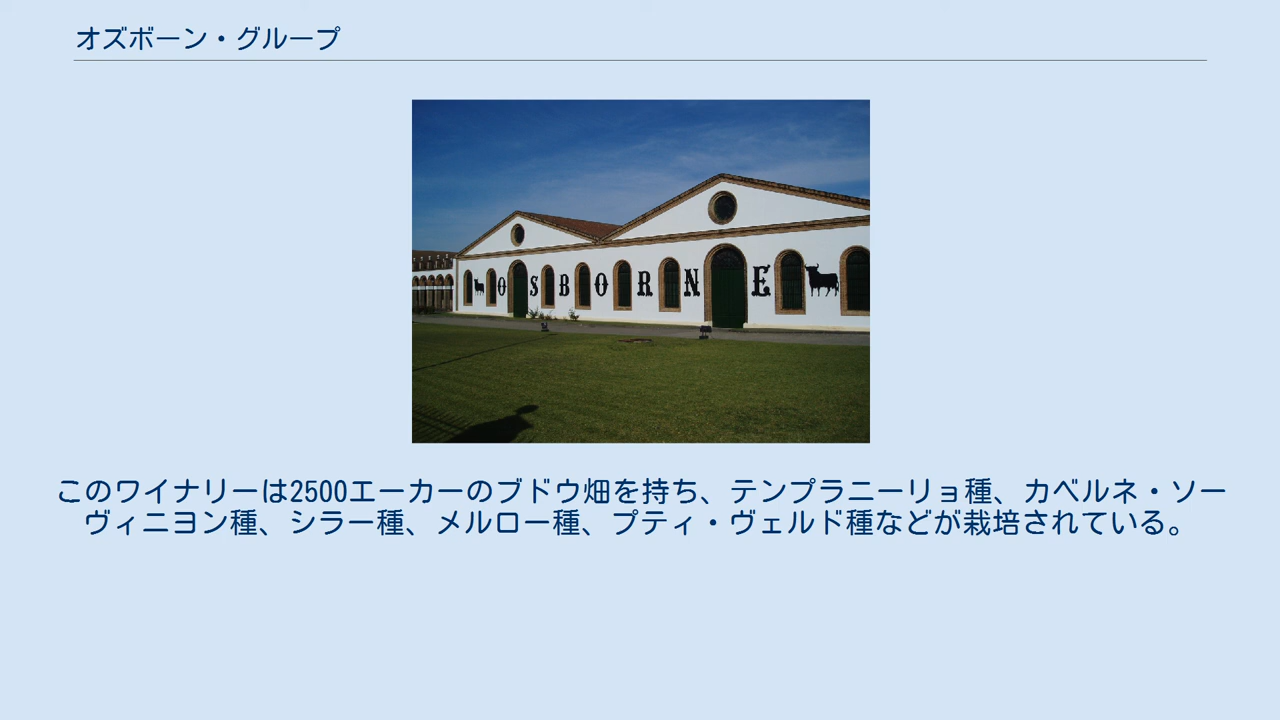 オズボーン・グループ
OSBORNE
このワイナリーは2500エーカーのブドウ畑を持ち、テンプラニーリョ種、カベルネ・ソー
ヴィニヨン種、シラー種、メルロー種、プティ・ヴェルド種などが栽培されている。